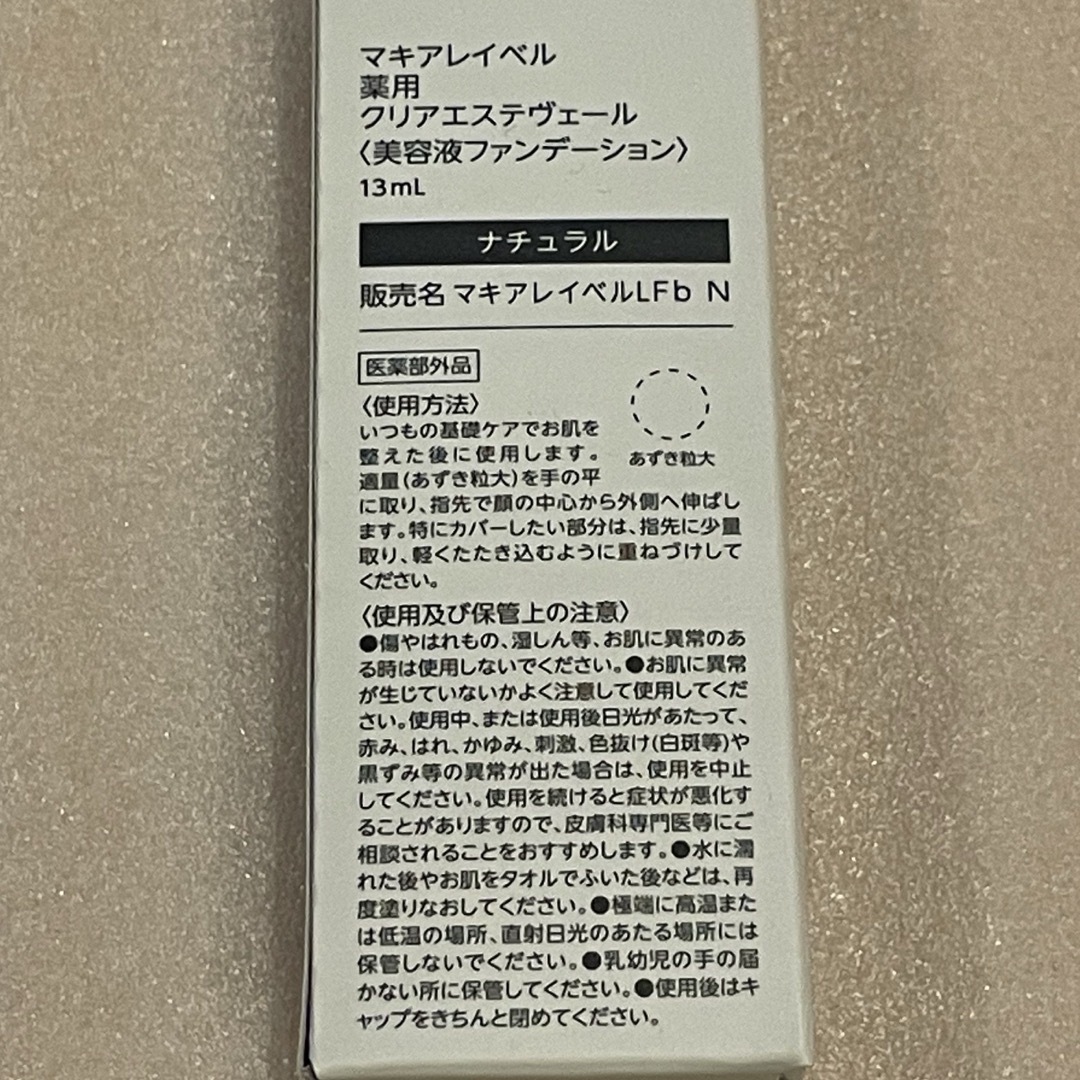 マキアレイベル
薬用
クリアエステヴェール
〈美容液ファンデーション〉
13mL
ナチュラル
販売名 マキアレイベルLFb N
医薬部外品
〈使用方法〉
いつもの基礎ケアでお肌を
整えた後に使用します。
適量(あずき粒大)を手の平
あずき粒大
に取り、指先で顔の中心から外側へ伸ばし
ます。特にカバーしたい部分は、指先に少量
取り、軽くたたき込むように重ねづけして
ください。
〈使用及び保管上の注意〉
●傷やはれもの、湿しん等、お肌に異常のあ
る時は使用しないでください。●お肌に異常
が生じていないかよく注意して使用してくだ
さい。使用中、または使用後日光があたって、
赤み、はれ、かゆみ、刺激、色抜け(白斑等)や
黒ずみ等の異常が出た場合は、使用を中止
してください。使用を続けると症状が悪化す
ることがありますので、皮膚科専門医等にご
相談されることをおすすめします。●水に濡
れた後やお肌をタオルでふいた後などは、再
度塗りなおしてください。●極端に高温また
は低温の場所、直射日光のあたる場所には
保管しないでください。●乳幼児の手の届
かない所に保管してください。●使用後はキ
ャップをきちんと閉めてください。